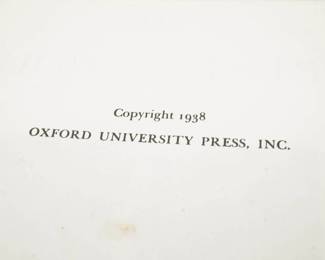 Copyright 1938
OXFORD UNIVERSITY PRESS, INC.